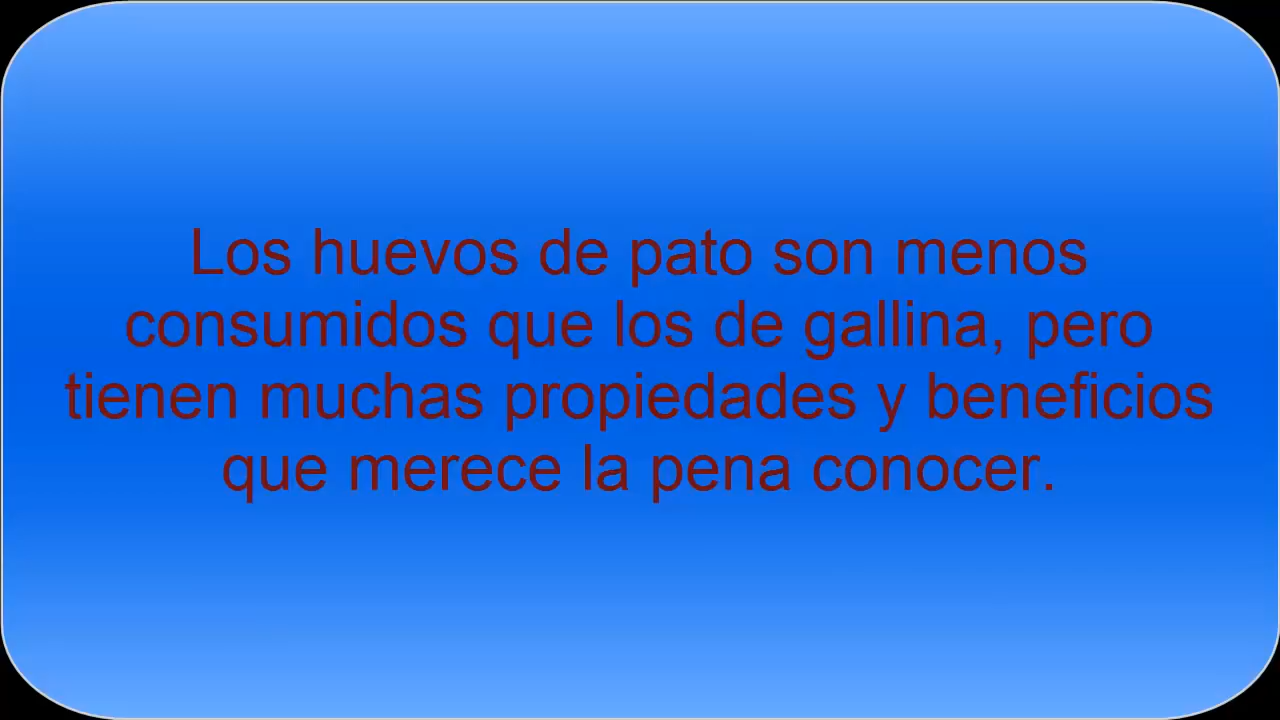 Los huevos de pato son menos
consumidos que los de gallina, pero
tienen muchas propiedades y beneficios
que merece la pena conocer.